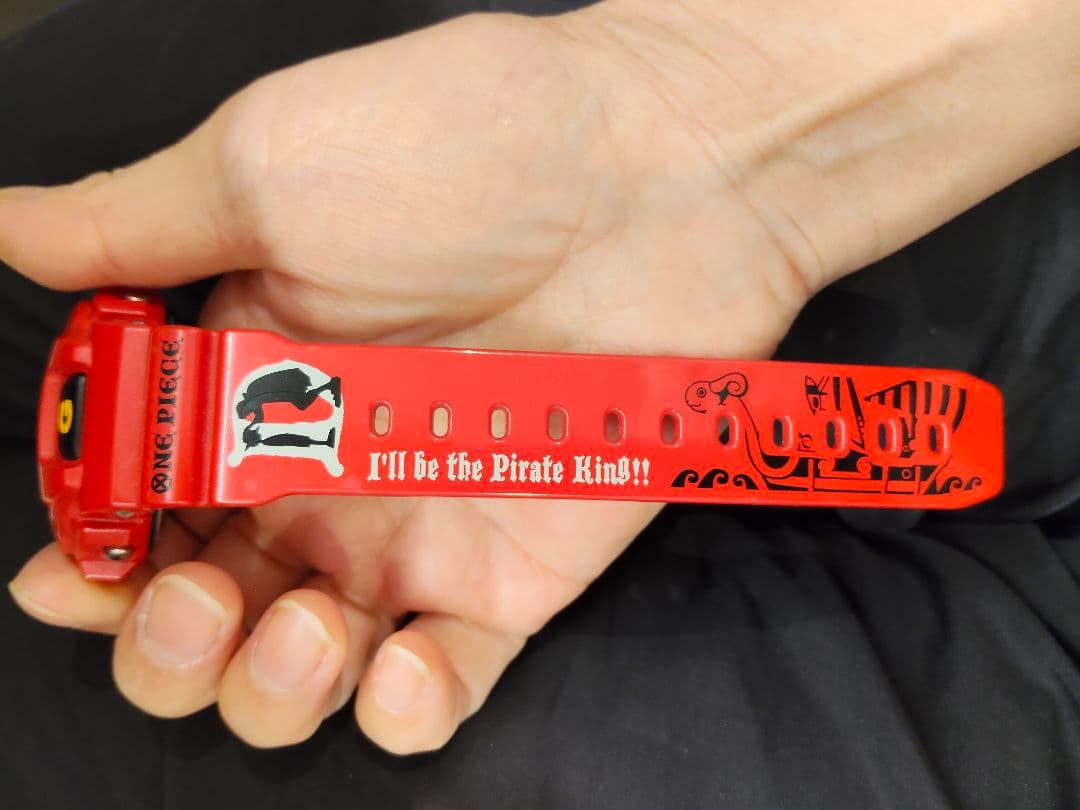 G
ONE PIECE
I'll be the Pirate King!!